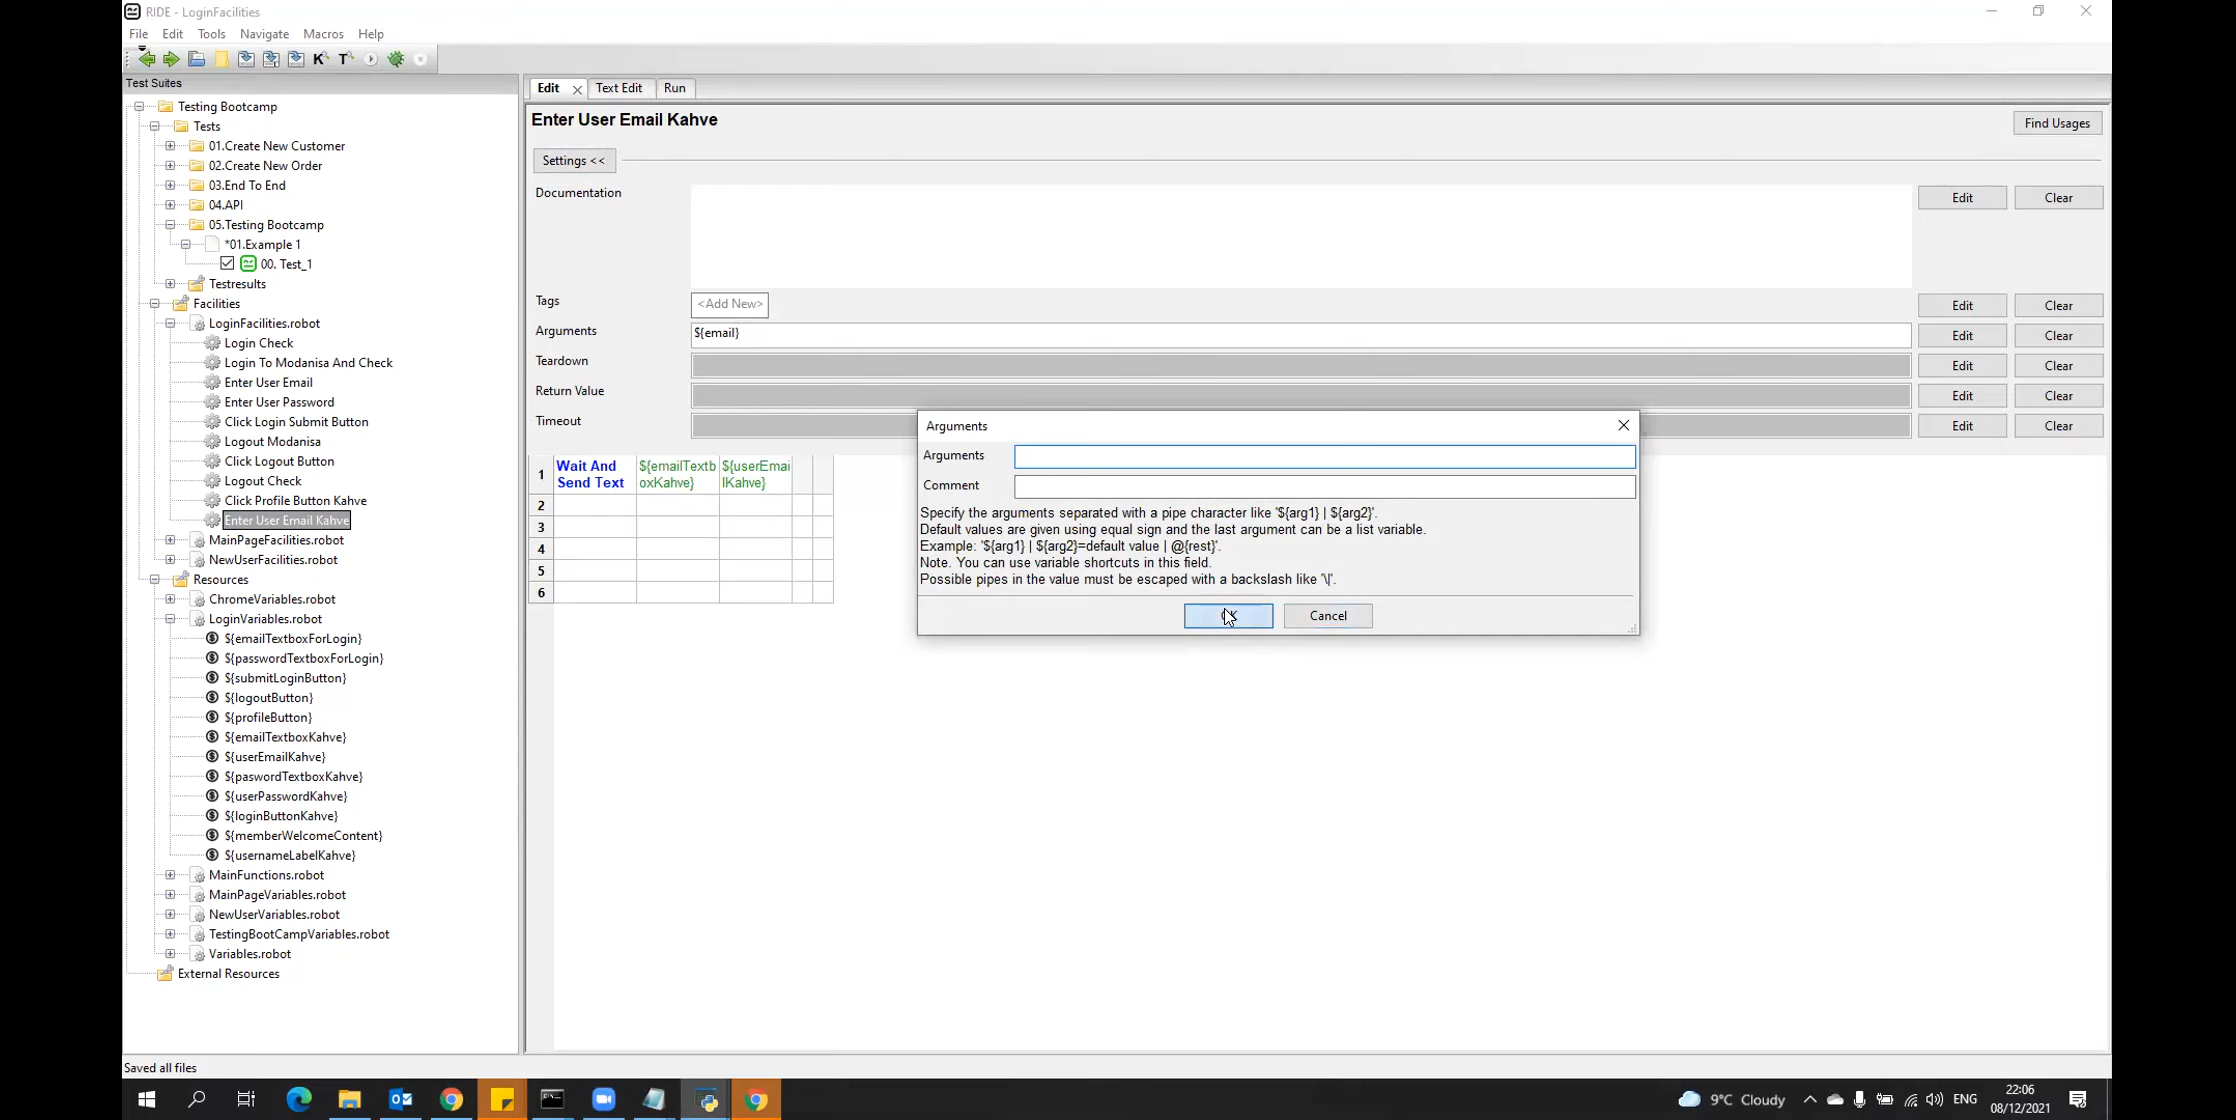 RIDE - LoginFacilities
File Edit Tools Navigate Macros Help
Test Suites
Testing Bootcamp
Tests
01.Create New Customer
02.Create New Order
03.End To End
04.API
05.Testing Bootcamp
*01.Example 1
00. Test_1
Testresults
Facilities
LoginFacilities.robot
Login Check
Login To Modanisa And Check
Enter User Email
Enter User Password
Click Login Submit Button
Logout Modanisa
Click Logout Button
Logout Check
Click Profile Button Kahve
Enter User Email Kahve
MainPageFacilities.robot
NewUserFacilities.robot
Resources
ChromeVariables.robot
LoginVariables.robot
${emailTextboxForLogin}
${passwordTextboxForLogin}
${submitLoginButton}
${logoutButton}
${profileButton}
${emailTextboxKahve}
${userEmailKahve}
${paswordTextboxKahve}
${userPasswordKahve}
${loginButtonKahve}
${memberWelcomeContent}
${usernameLabelKahve}
MainFunctions.robot
MainPageVariables.robot
NewUserVariables.robot
TestingBootCampVariables.robot
Variables.robot
External Resources
Edit Text Edit Run
Enter User Email Kahve
Find Usages
Settings <<
Documentation
Edit Clear
Tags <Add New> Edit Clear
Arguments ${email} Edit Clear
Teardown Edit Clear
Return Value Edit Clear
Timeout Edit Clear
1 Wait And Send Text ${emailTextboxKahve} ${userEmailKahve}
2
3
4
5
6
Arguments
Arguments
Comment
Specify the arguments separated with a pipe character like '${arg1} | ${arg2}'.
Default values are given using equal sign and the last argument can be a list variable.
Example: '${arg1} | ${arg2}=default value | @{rest}'.
Note. You can use variable shortcuts in this field.
Possible pipes in the value must be escaped with a backslash like '\|'.
Cancel
Saved all files
9°C Cloudy
ENG
22:06
08/12/2021